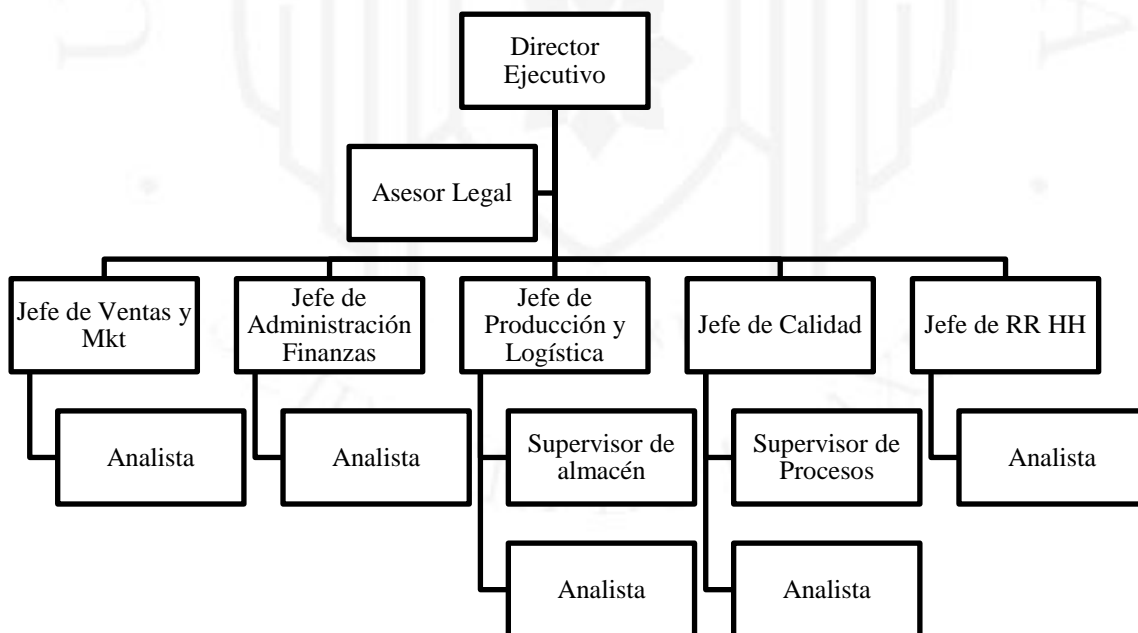 Director
Ejecutivo
Asesor Legal
Jefe de Ventas y
Mkt
Jefe de
Administración
Finanzas
Jefe de
Producción y
Logística
Jefe de Calidad
Jefe de RR HH
Analista
Analista
Supervisor de
almacén
Supervisor de
Procesos
Analista
Analista
Analista